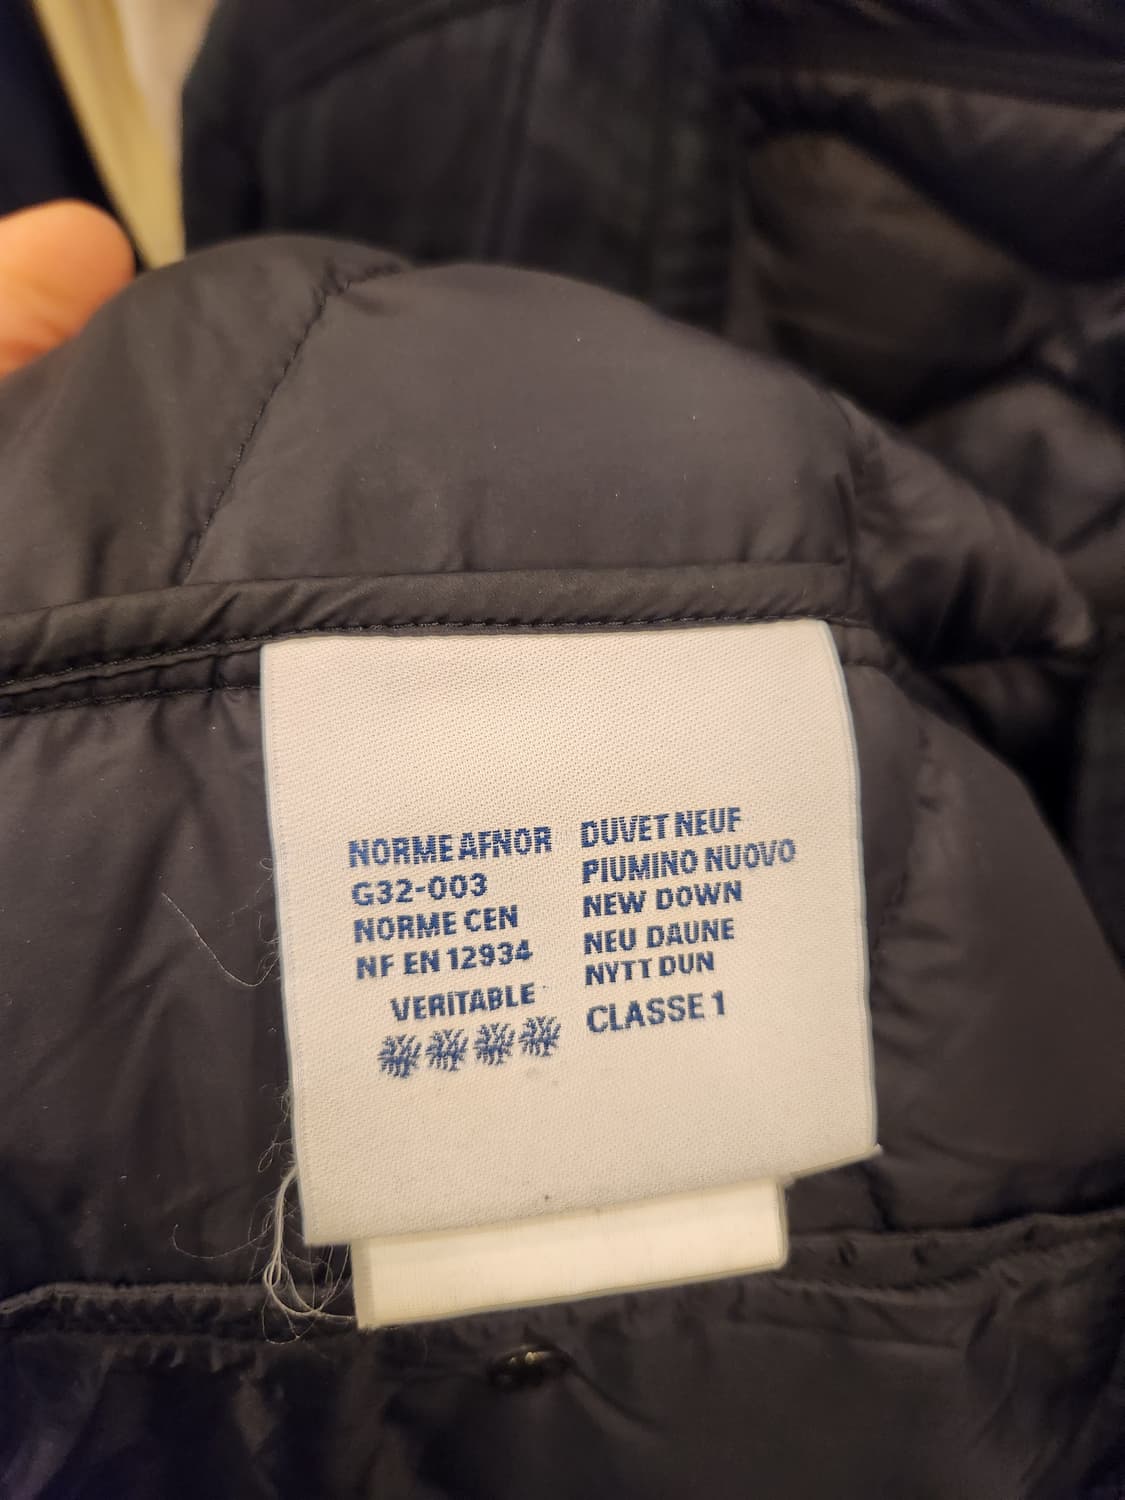 NORME AFNOR
G32-003
NORME CEN
NF EN 12934
VERITABLE
DUVET NEUF
PIUMINO NUOVO
NEW DOWN
NEU DAUNE
NYTT DUN
CLASSE 1